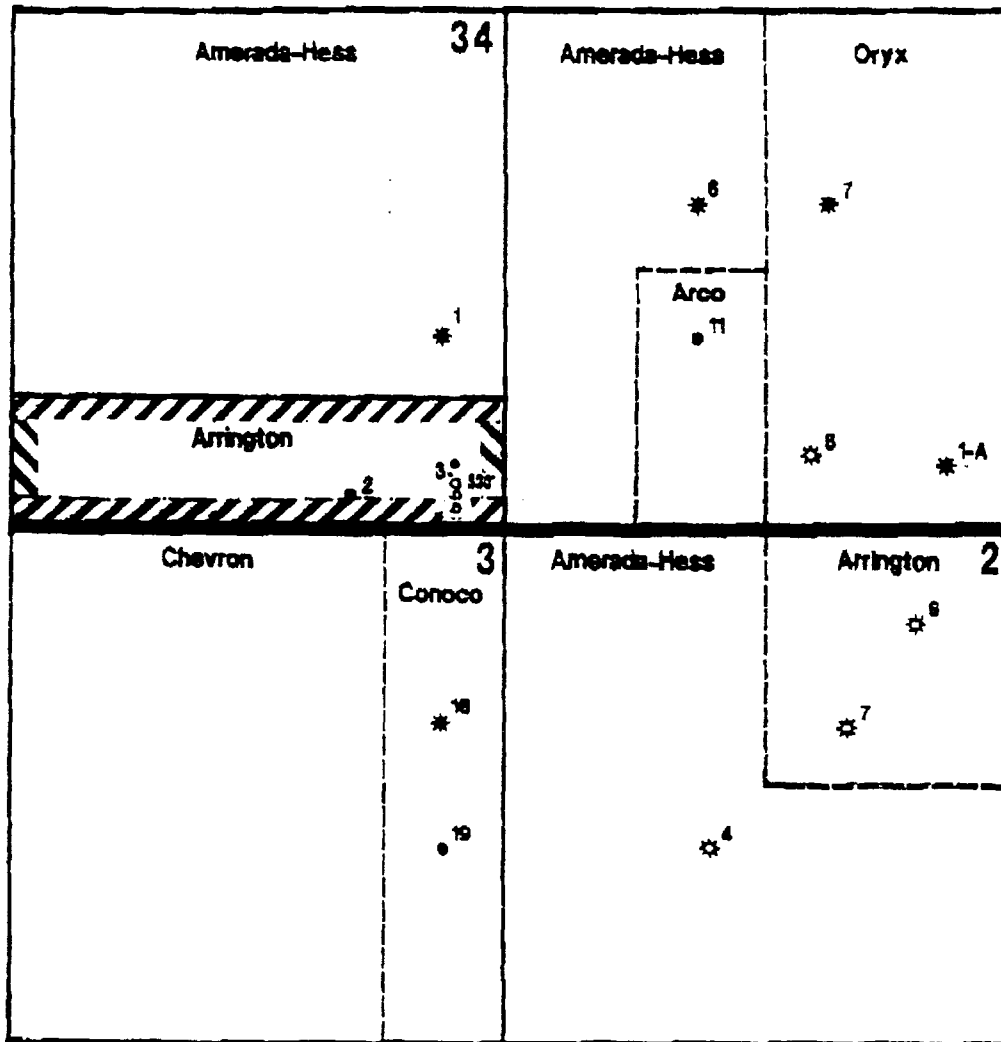 Amerada-Hess
34
Amerada-Hess
Oryx
6
7
Arco
1
11
Arrington
8
1-A
3
2
Chevron
3
Amerada-Hess
Arrington
2
Conoco
9
18
7
19
4